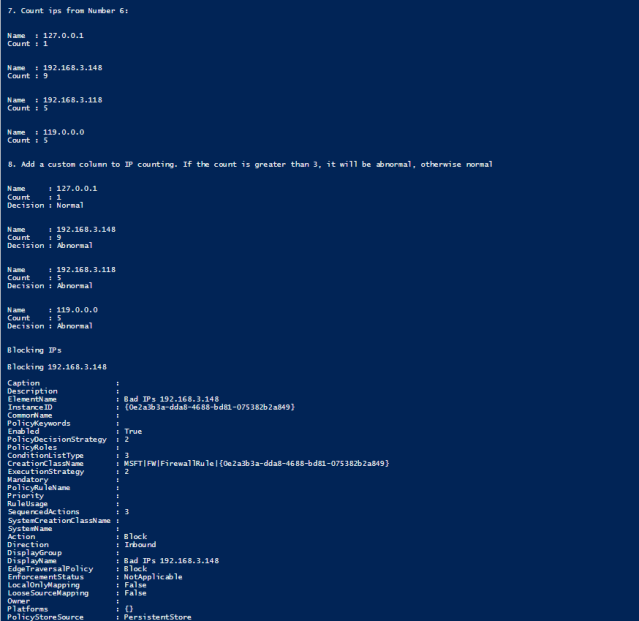 7. Count ips from Number 6:
Name  : 127.0.0.1
Count : 1
Name  : 192.168.3.148
Count : 9
Name  : 192.168.3.118
Count : 5
Name  : 119.0.0.0
Count : 5
8. Add a custom column to IP counting. If the count is greater than 3, it will be abnormal, otherwise normal
Name     : 127.0.0.1
Count    : 1
Decision : Normal
Name     : 192.168.3.148
Count    : 9
Decision : Abnormal
Name     : 192.168.3.118
Count    : 5
Decision : Abnormal
Name     : 119.0.0.0
Count    : 5
Decision : Abnormal
Blocking IPs
Blocking 192.168.3.148
Caption                 :
Description             :
ElementName             : Bad IPs 192.168.3.148
InstanceID              : {0e2a3b3a-dda8-4688-bd81-075382b2a849}
CommonName              :
PolicyKeywords          :
Enabled                 : True
PolicyDecisionStrategy  : 2
PolicyRoles             :
ConditionListType       : 3
CreationClassName       : MSFT|FW|FirewallRule|{0e2a3b3a-dda8-4688-bd81-075382b2a849}
ExecutionStrategy       : 2
Mandatory               :
PolicyRuleName          :
Priority                :
RuleUsage               :
SequencedActions        : 3
SystemCreationClassName :
SystemName              :
Action                  : Block
Direction               : Inbound
DisplayGroup            :
DisplayName             : Bad IPs 192.168.3.148
EdgeTraversalPolicy     : Block
EnforcementStatus       : NotApplicable
LocalOnlyMapping        : False
LooseSourceMapping      : False
Owner                   :
Platforms               : {}
PolicyStoreSource       : PersistentStore